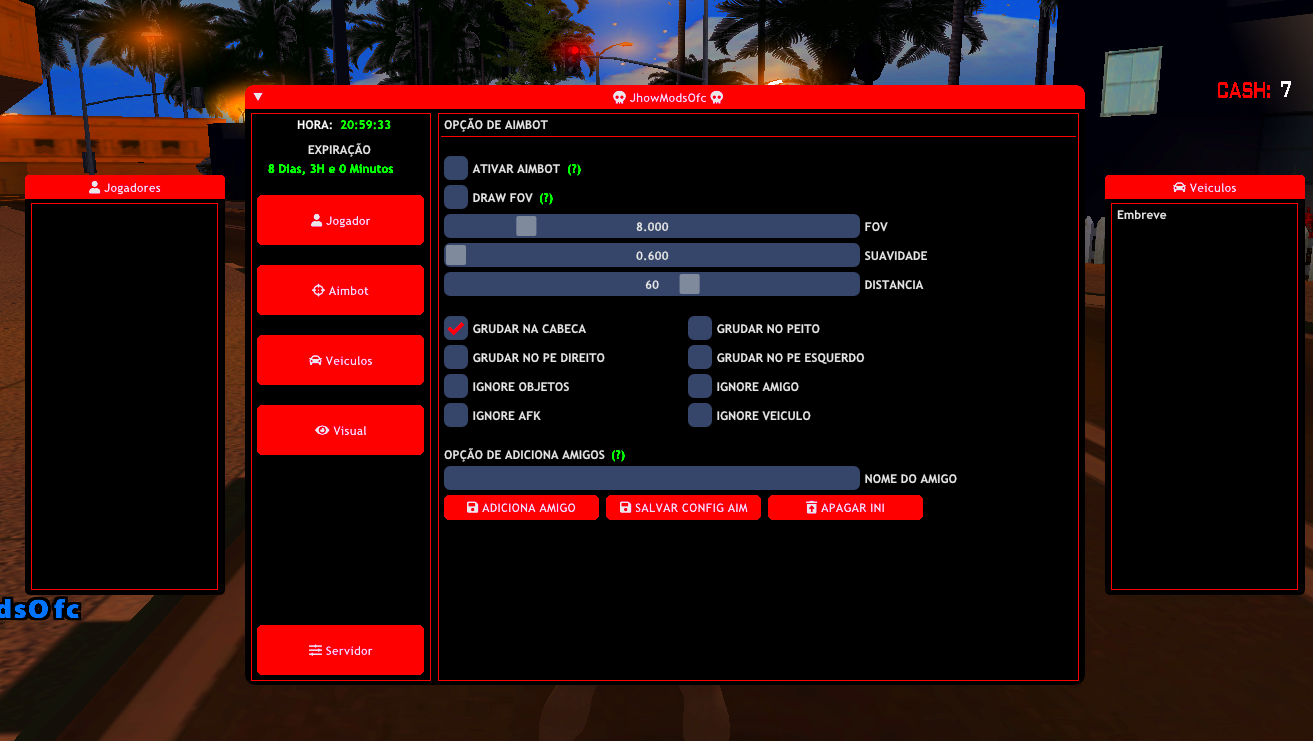 JhowModsOfc
CASH: 7
HORA: 20:59:33
EXPIRAÇÃO
8 Dias, 3H e 0 Minutos
Jogador
Aimbot
Veiculos
Visual
Servidor
Jogadores
dsOfc
OPÇÃO DE AIMBOT
ATIVAR AIMBOT (?)
DRAW FOV (?)
8.000 FOV
0.600 SUAVIDADE
60 DISTANCIA
GRUDAR NA CABECA GRUDAR NO PEITO
GRUDAR NO PE DIREITO GRUDAR NO PE ESQUERDO
IGNORE OBJETOS IGNORE AMIGO
IGNORE AFK IGNORE VEICULO
OPÇÃO DE ADICIONA AMIGOS (?)
NOME DO AMIGO
ADICIONA AMIGO SALVAR CONFIG AIM APAGAR INI
Veiculos
Embreve